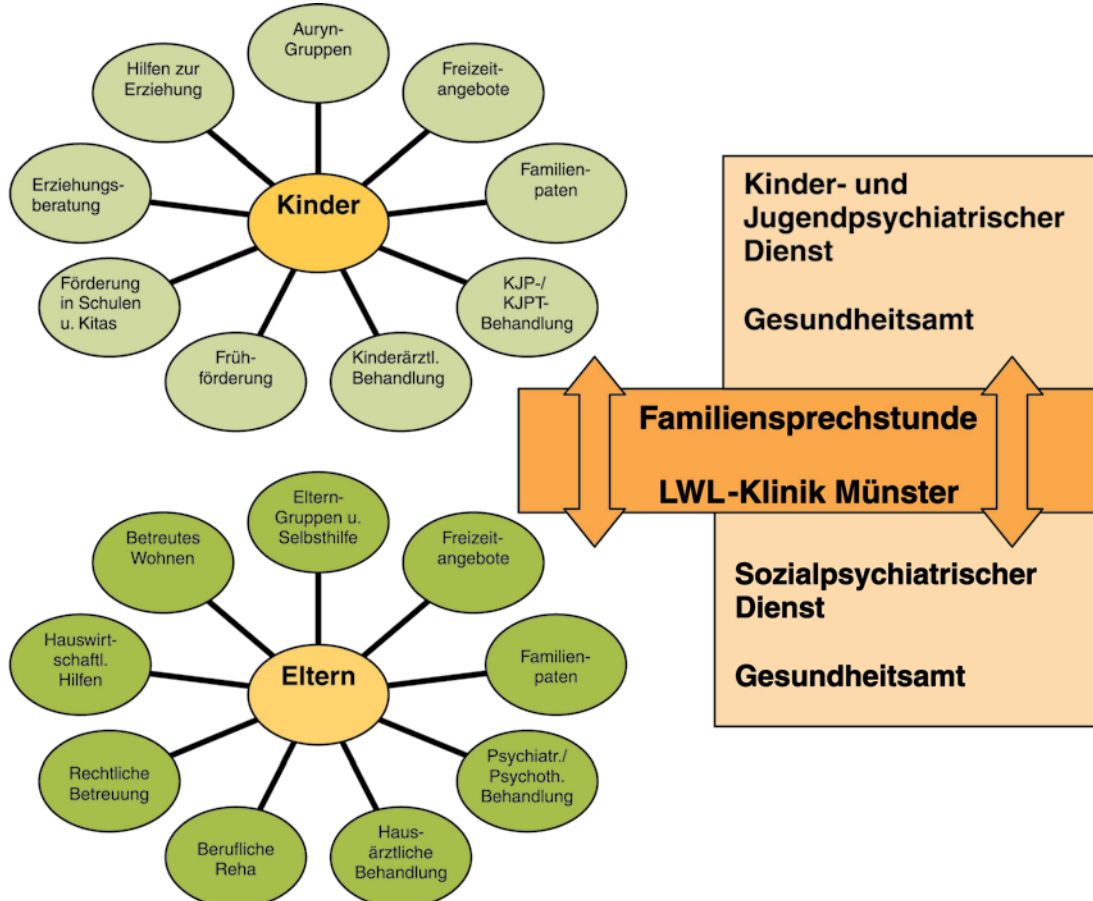 Auryn-
Gruppen
Hilfen zur
Erziehung
Freizeit-
angebote
Erziehungs-
beratung
Familien-
paten
Kinder
Förderung
in Schulen
u. Kitas
KJP-/
KJPT-
Behandlung
Früh-
förderung
Kinderärztl.
Behandlung
Eltern-
Gruppen u.
Selbsthilfe
Betreutes
Wohnen
Freizeit-
angebote
Hauswirt-
schaftl.
Hilfen
Familien-
paten
Eltern
Rechtliche
Betreuung
Psychiatr./
Psychoth.
Behandlung
Berufliche
Reha
Haus-
ärztliche
Behandlung
Kinder- und
Jugendpsychiatrischer
Dienst
Gesundheitsamt
Familiensprechstunde
LWL-Klinik Münster
Sozialpsychiatrischer
Dienst
Gesundheitsamt